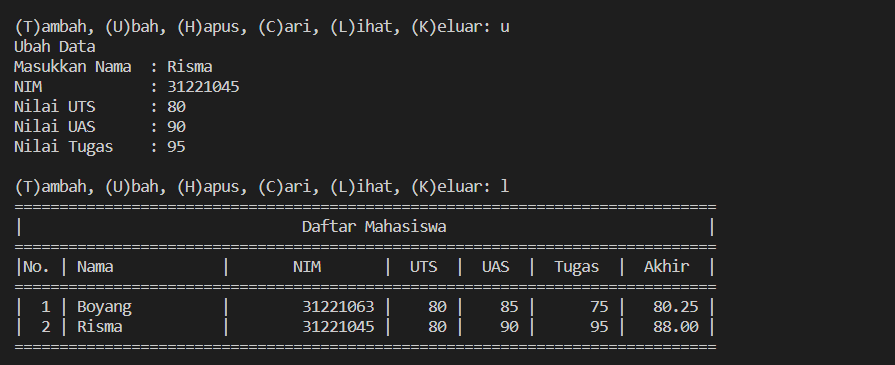 (T)ambah, (U)bah, (H)apus, (C)ari, (L)ihat, (K)eluar: u
Ubah Data
Masukkan Nama  : Risma
NIM            : 31221045
Nilai UTS      : 80
Nilai UAS      : 90
Nilai Tugas    : 95
(T)ambah, (U)bah, (H)apus, (C)ari, (L)ihat, (K)eluar: l
==============================================================================
|                               Daftar Mahasiswa                             |
==============================================================================
|No. | Nama            |       NIM       |  UTS  |  UAS  |  Tugas  |  Akhir  |
==============================================================================
|  1 | Boyang          |        31221063 |    80 |    85 |      75 |   80.25 |
|  2 | Risma           |        31221045 |    80 |    90 |      95 |   88.00 |
==============================================================================